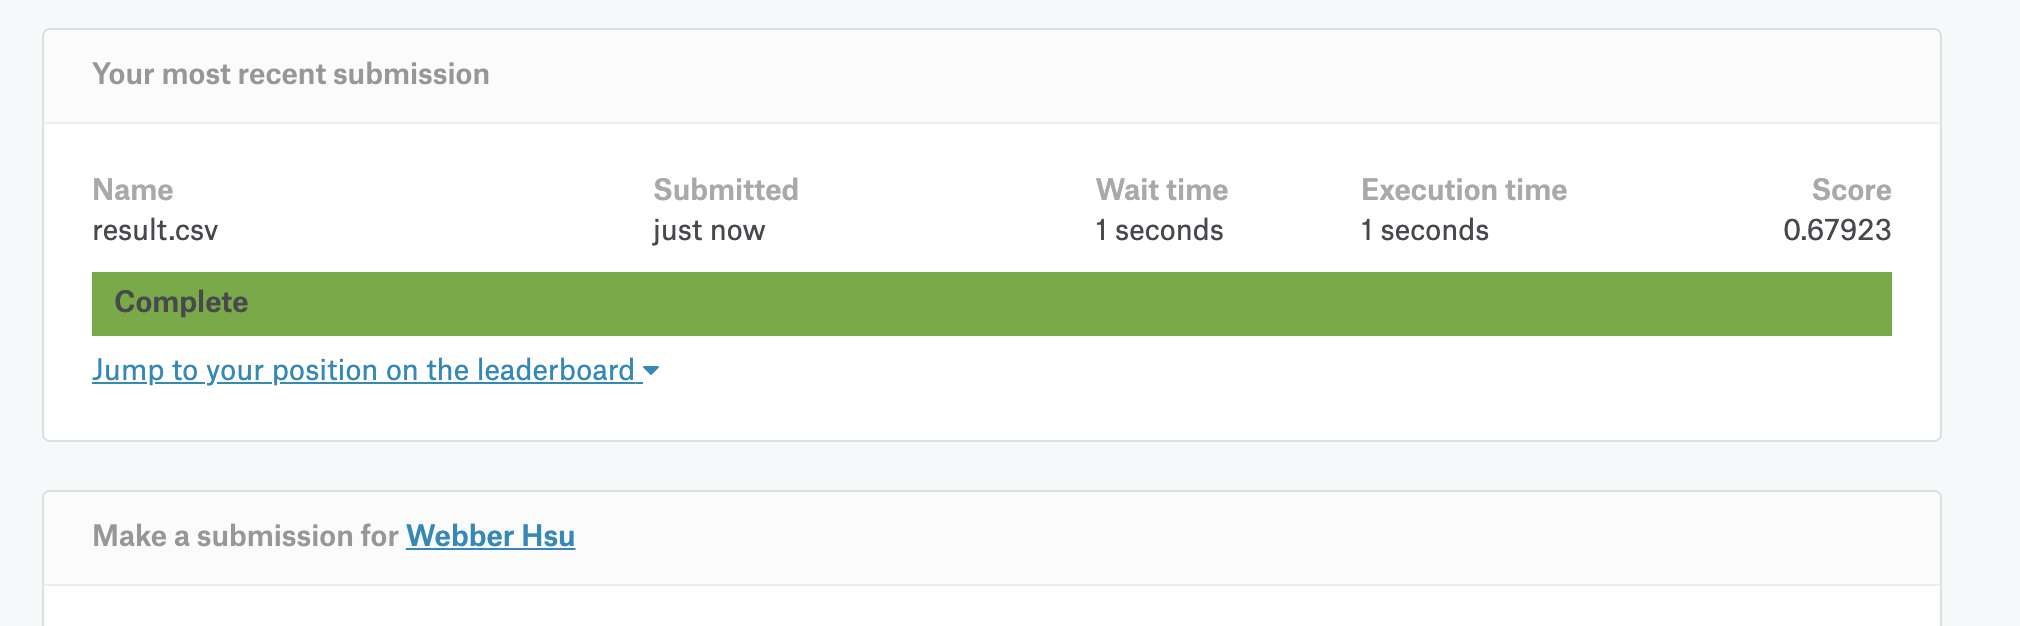 Your most recent submission
Name Submitted Wait time Execution time Score
result.csv just now 1 seconds 1 seconds 0.67923
Complete
Jump to your position on the leaderboard
Make a submission for Webber Hsu